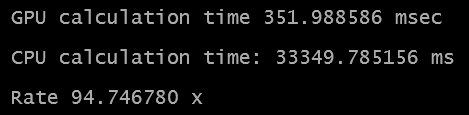 GPU calculation time 351.988586 msec
CPU calculation time: 33349.785156 ms
Rate 94.746780 x